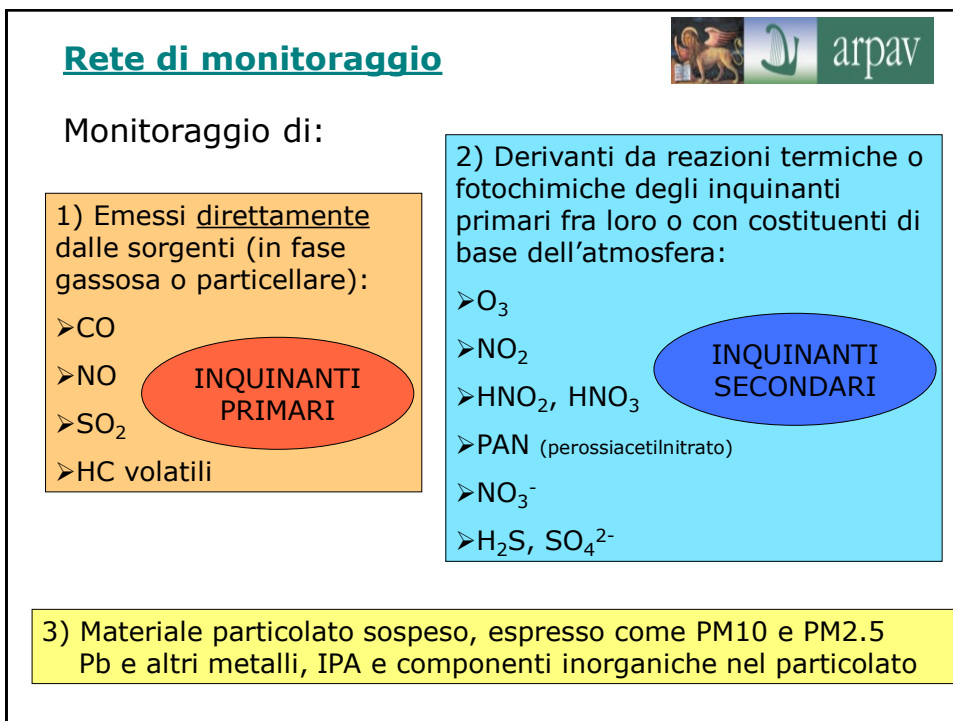 Rete di monitoraggio
arpav
Monitoraggio di:
1) Emessi direttamente
dalle sorgenti (in fase
gassosa o particellare):
➢CO
➢NO
➢SO₂
➢HC volatili
INQUINANTI
PRIMARI
2) Derivanti da reazioni termiche o
fotochimiche degli inquinanti
primari fra loro o con costituenti di
base dell’atmosfera:
➢O₃
➢NO₂
➢HNO₂, HNO₃
➢PAN (perossiacetilnitrato)
➢NO₃⁻
➢H₂S, SO₄²⁻
INQUINANTI
SECONDARI
3) Materiale particolato sospeso, espresso come PM10 e PM2.5
Pb e altri metalli, IPA e componenti inorganiche nel particolato